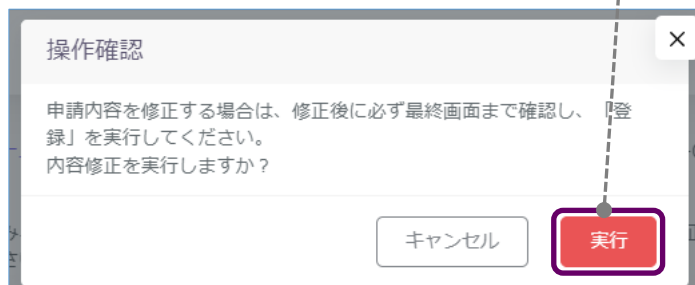 操作確認
申請内容を修正する場合は、修正後に必ず最終画面まで確認し、『登
録」を実行してください。
内容修正を実行しますか？
キャンセル
実行